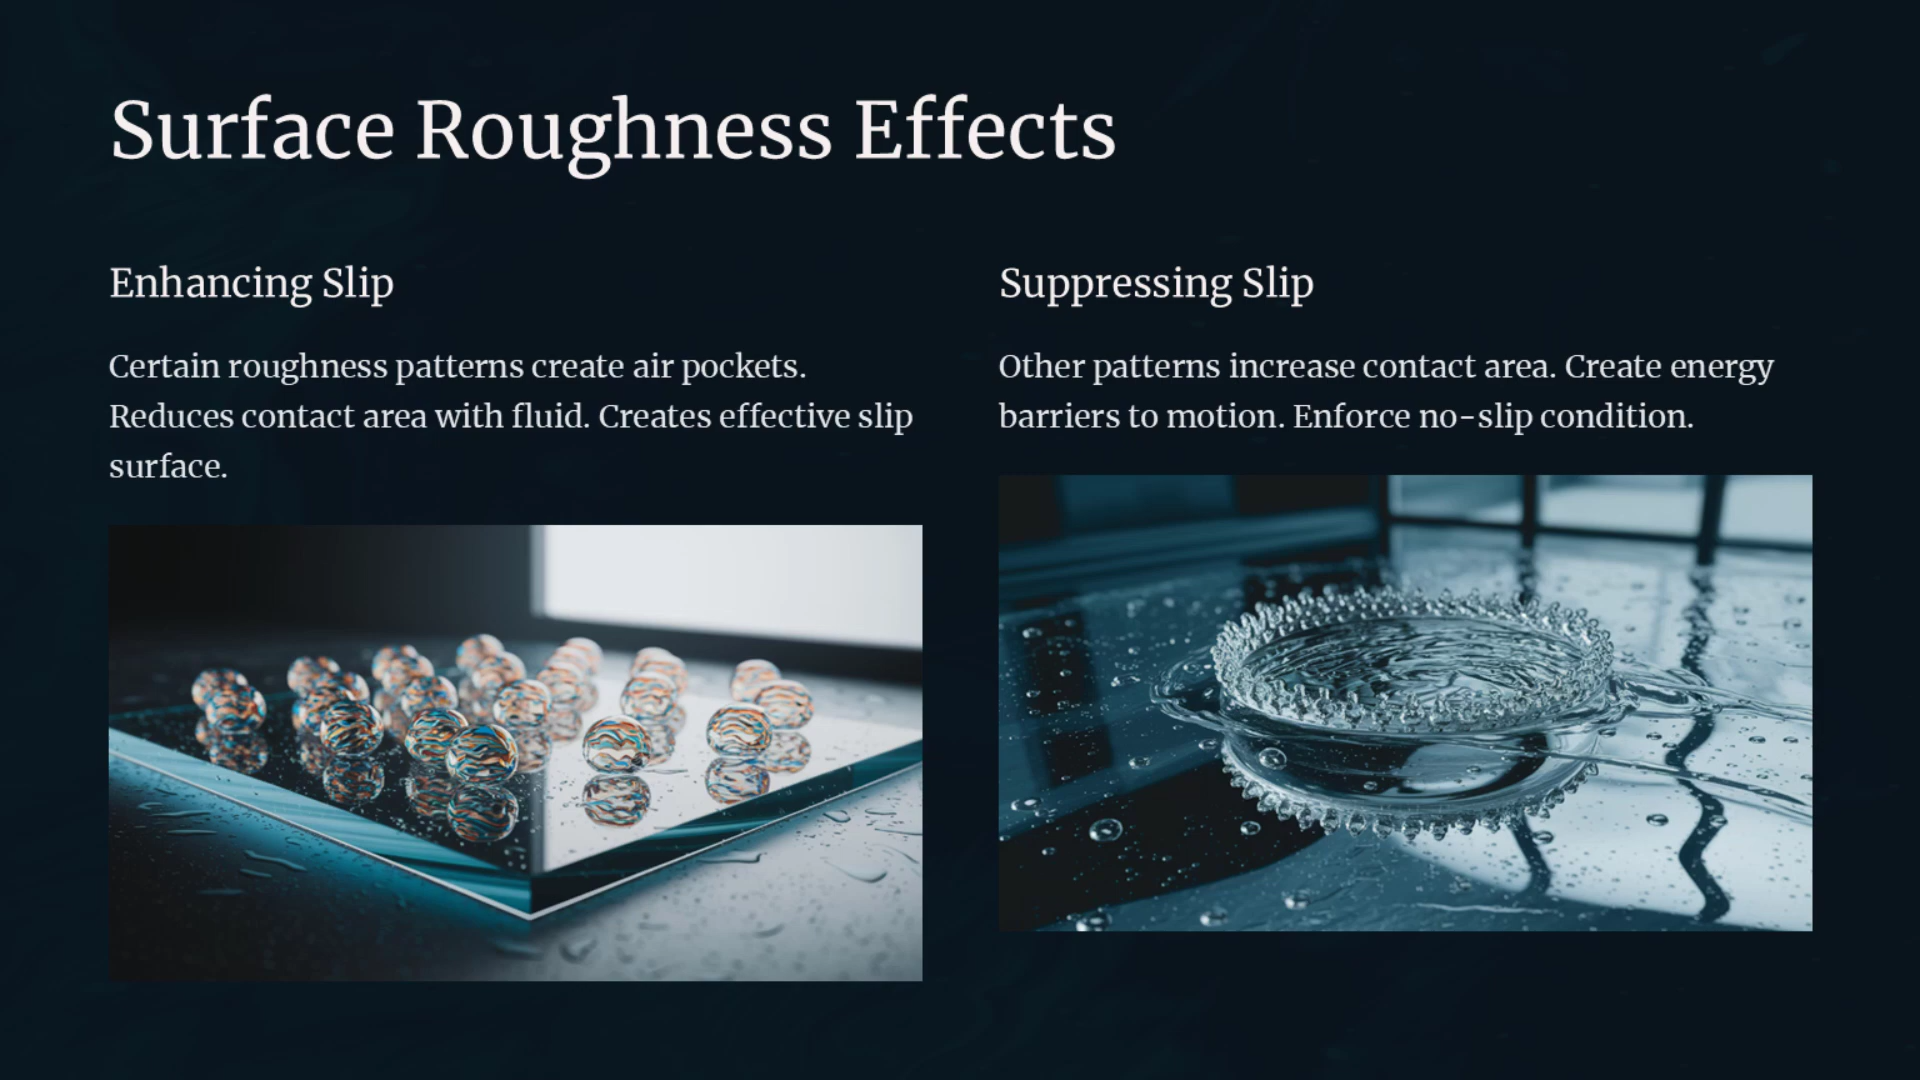 Surface Roughness Effects
Enhancing Slip
Certain roughness patterns create air pockets.
Reduces contact area with fluid. Creates effective slip
surface.
Suppressing Slip
Other patterns increase contact area. Create energy
barriers to motion. Enforce no-slip condition.